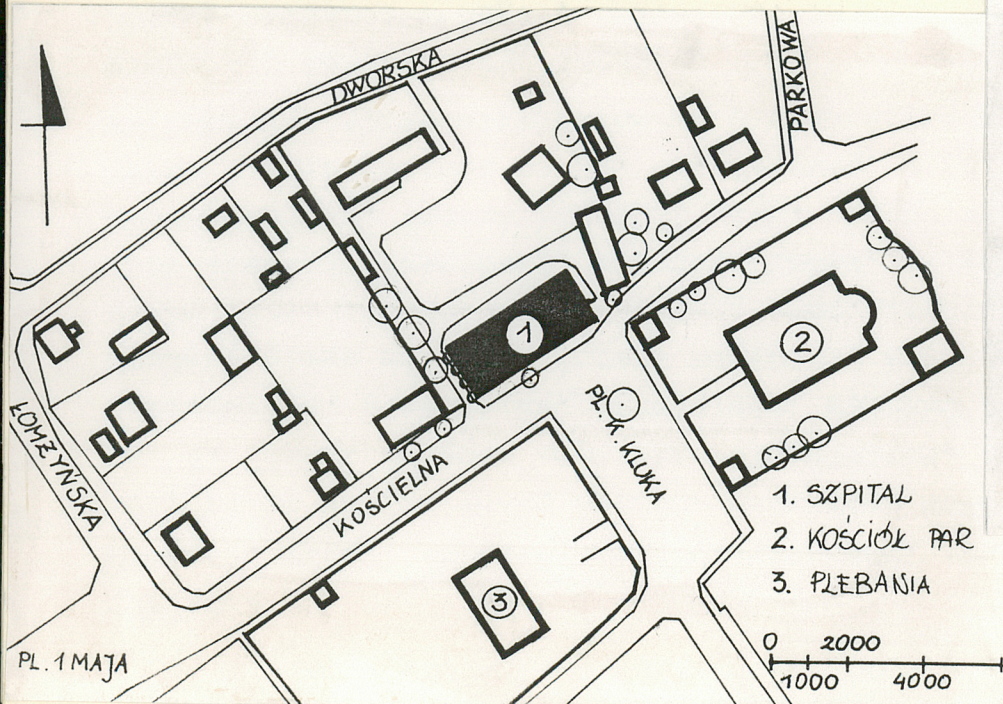 DWORSKA
PARKOWA
1
2
ŁOMŻYŃSKA
PL. K. KLUKA
KOŚCIELNA
3
1. SZPITAL
2. KOŚCIÓŁ PAR
3. PLEBANIA
PL. 1 MAJA
0 2000
1000 4000